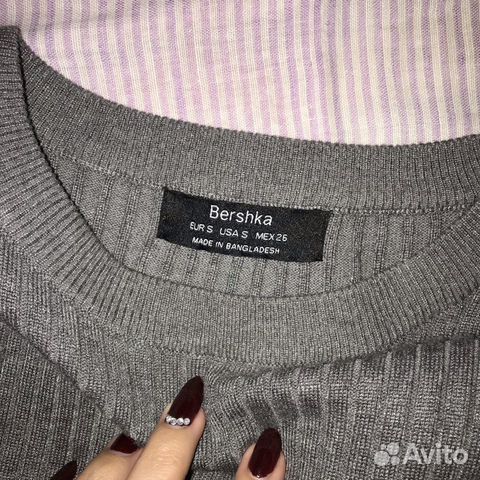 Bershka
EUR S USA S MEX 26
MADE IN BANGLADESH
Avito